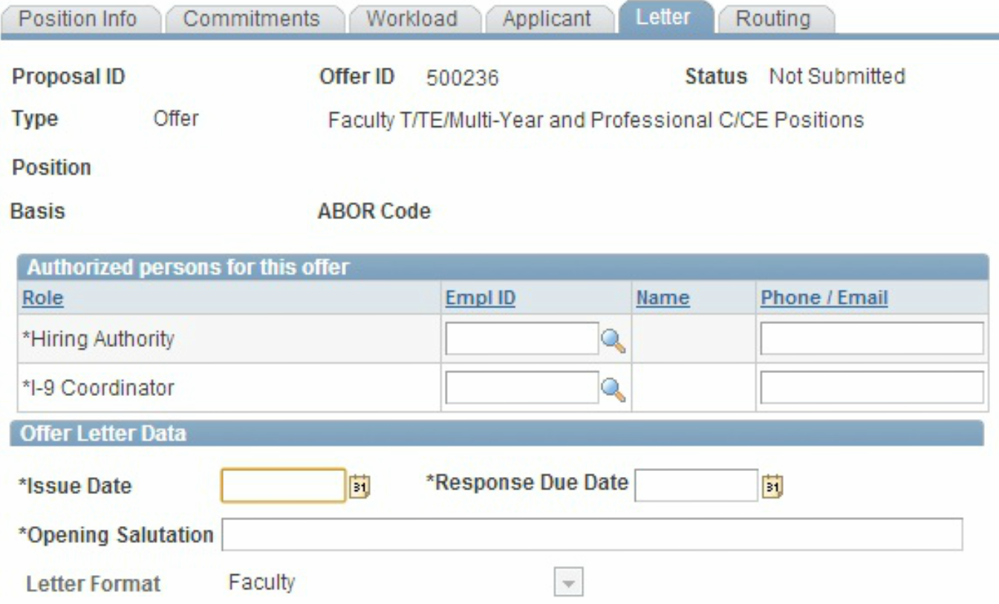 Position Info Commitments Workload Applicant Letter Routing
Proposal ID Offer ID 500236 Status Not Submitted
Type Offer Faculty T/TE/Multi-Year and Professional C/CE Positions
Position
Basis ABOR Code
Authorized persons for this offer
Role Empl ID Name Phone / Email
*Hiring Authority
*I-9 Coordinator
Offer Letter Data
*Issue Date 31 *Response Due Date 31
*Opening Salutation
Letter Format Faculty